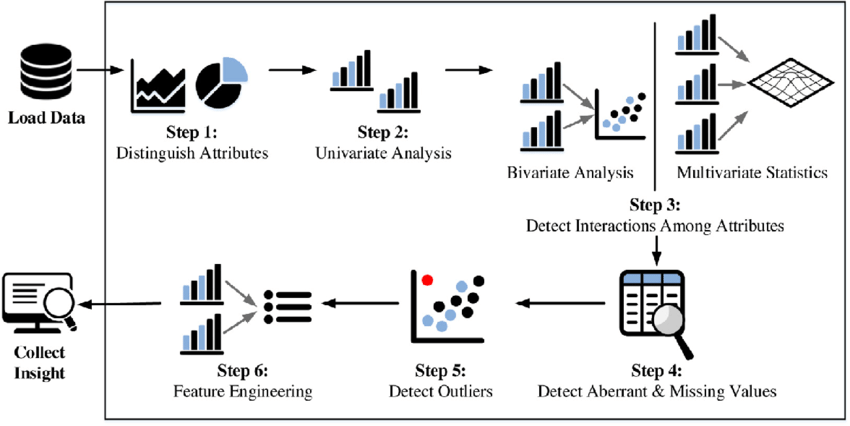 Load Data
Step 1:
Distinguish Attributes
Step 2:
Univariate Analysis
Bivariate Analysis
Multivariate Statistics
Step 3:
Detect Interactions Among Attributes
Collect
Insight
Step 6:
Feature Engineering
Step 5:
Detect Outliers
Step 4:
Detect Aberrant & Missing Values